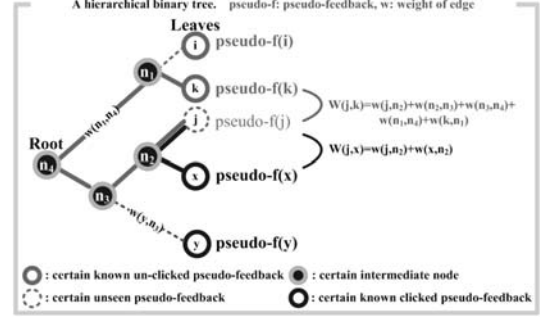 A hierarchical binary tree. pseudo-f: pseudo-feedback, w: weight of edge
Leaves
i pseudo-f(i)
n₁
k pseudo-f(k)
W(j,k)=w(j,n₂)+w(n₂,n₃)+w(n₃,n₄)+
w(n₁,n₄)+w(k,n₁)
w(n₁,n₄)
j pseudo-f(j)
Root
n₂
W(j,x)=w(j,n₂)+w(x,n₂)
n₄
x pseudo-f(x)
n₃
w(y,n₃)
y pseudo-f(y)
: certain known un-clicked pseudo-feedback : certain intermediate node
: certain unseen pseudo-feedback : certain known clicked pseudo-feedback